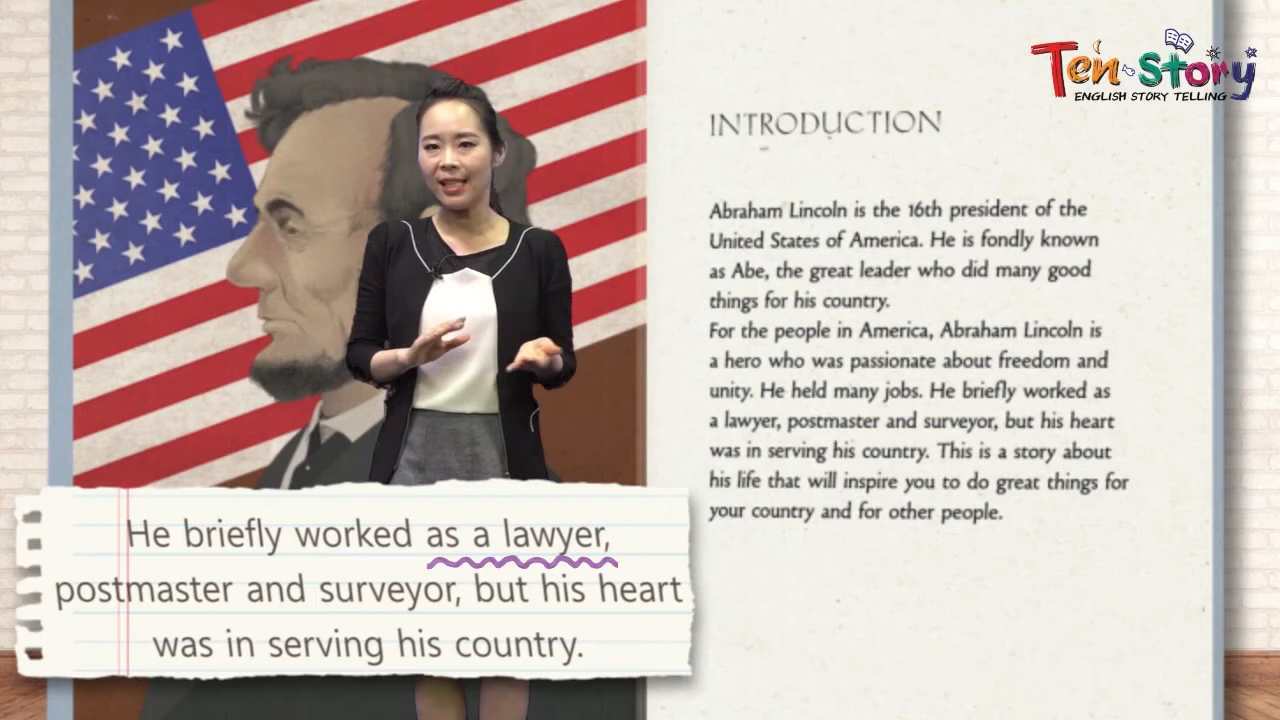 Ten Story
ENGLISH STORY TELLING
INTRODUCTION
Abraham Lincoln is the 16th president of the
United States of America. He is fondly known
as Abe, the great leader who did many good
things for his country.
For the people in America, Abraham Lincoln is
a hero who was passionate about freedom and
unity. He held many jobs. He briefly worked as
a lawyer, postmaster and surveyor, but his heart
was in serving his country. This is a story about
his life that will inspire you to do great things for
your country and for other people.
He briefly worked as a lawyer,
postmaster and surveyor, but his heart
was in serving his country.